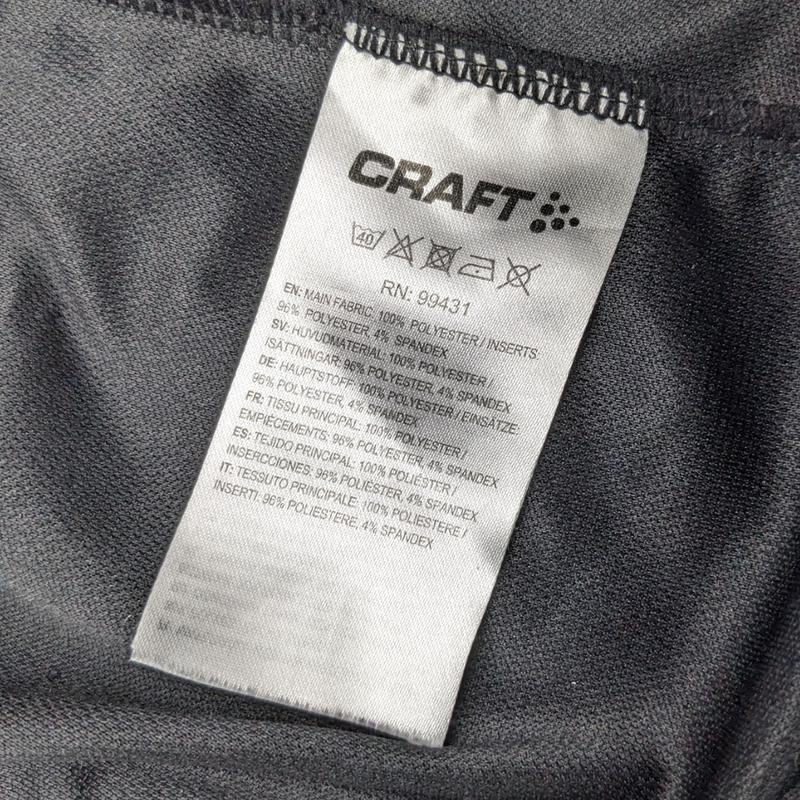 CRAFT
40
RN: 99431
EN: MAIN FABRIC: 100% POLYESTER / INSERTS:
96% POLYESTER, 4% SPANDEX
SV: HUVUDMATERIAL: 100% POLYESTER /
ISÄTTNINGAR: 96% POLYESTER, 4% SPANDEX
DE: HAUPTSTOFF: 100% POLYESTER / EINSÄTZE:
96% POLYESTER, 4% SPANDEX
FR: TISSU PRINCIPAL: 100% POLYESTER /
EMPIÈCEMENTS: 96% POLYESTER, 4% SPANDEX
ES: TEJIDO PRINCIPAL: 100% POLIÉSTER /
INSERCCIONES: 96% POLIÉSTER, 4% SPANDEX
IT: TESSUTO PRINCIPALE: 100% POLIESTERE /
INSERTI: 96% POLIESTERE, 4% SPANDEX